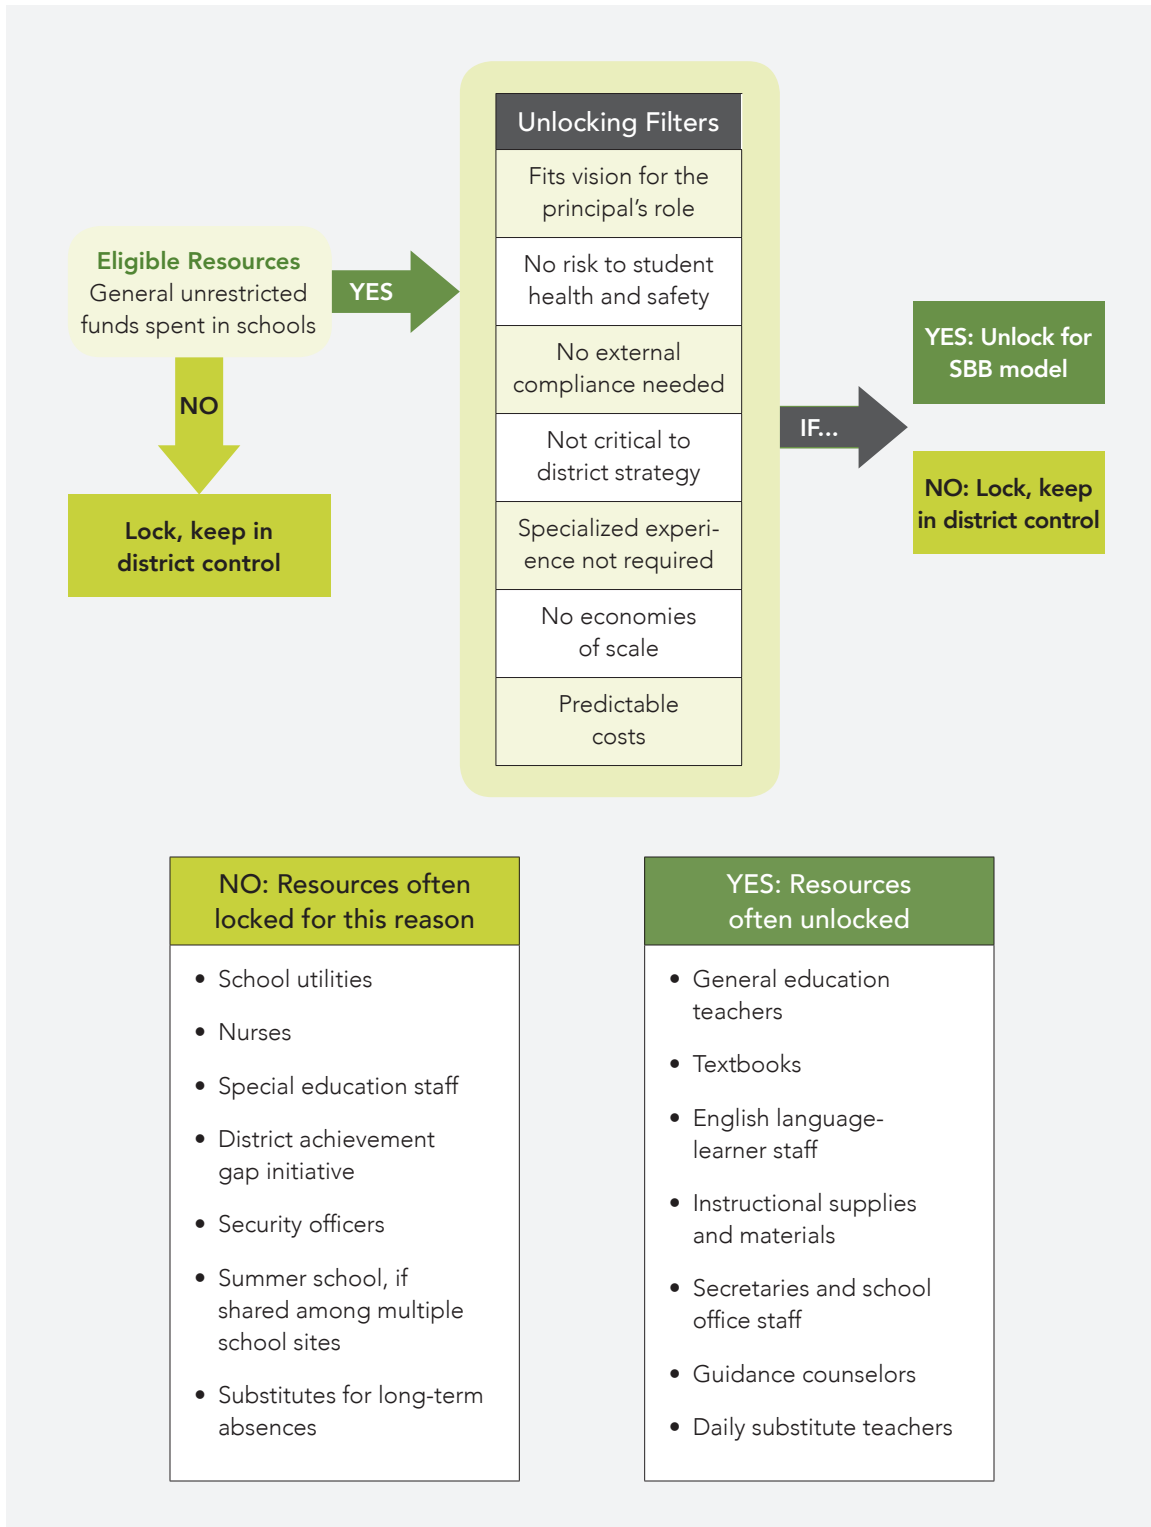 Eligible Resources
General unrestricted
funds spent in schools
YES
NO
Lock, keep in
district control
Unlocking Filters
Fits vision for the
principal’s role
No risk to student
health and safety
No external
compliance needed
Not critical to
district strategy
Specialized experi-
ence not required
No economies
of scale
Predictable
costs
IF...
YES: Unlock for
SBB model
NO: Lock, keep
in district control
NO: Resources often
locked for this reason
• School utilities
• Nurses
• Special education staff
• District achievement
gap initiative
• Security officers
• Summer school, if
shared among multiple
school sites
• Substitutes for long-term
absences
YES: Resources
often unlocked
• General education
teachers
• Textbooks
• English language-
learner staff
• Instructional supplies
and materials
• Secretaries and school
office staff
• Guidance counselors
• Daily substitute teachers